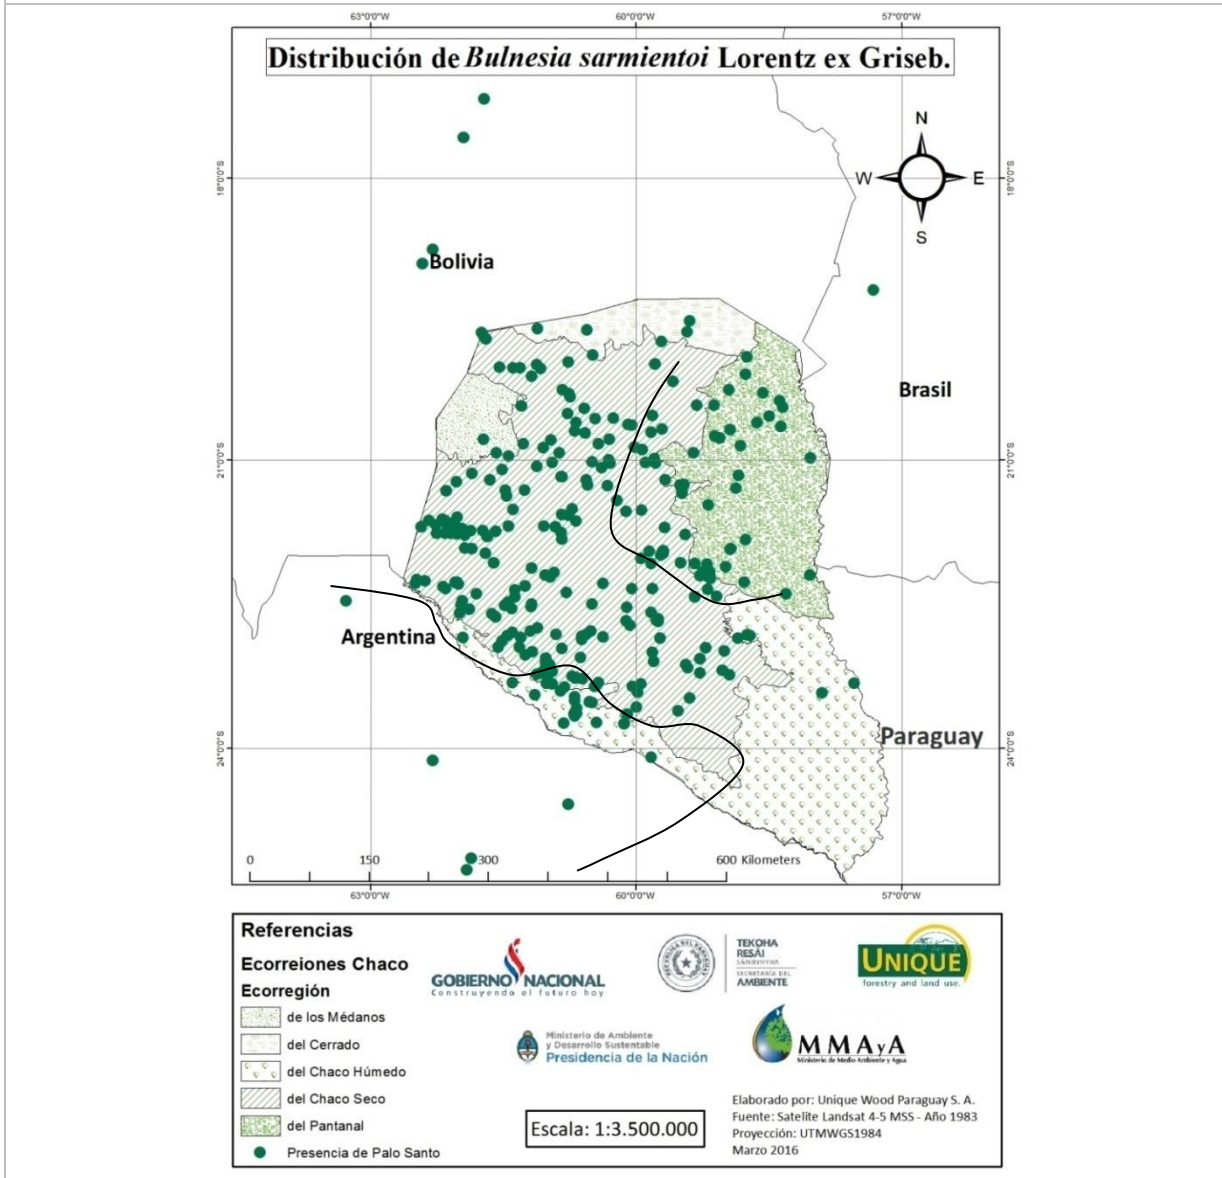 63°0'0"W 60°0'0"W 57°0'0"W
Distribución de Bulnesia sarmientoi Lorentz ex Griseb.
N
W E
S
18°0'0"S 18°0'0"S
Bolivia
Brasil
21°0'0"S 21°0'0"S
Argentina
Paraguay
24°0'0"S 24°0'0"S
0 150 300 600 Kilometers
63°0'0"W 60°0'0"W 57°0'0"W
Referencias
Ecorreiones Chaco
Ecorregión
de los Médanos
del Cerrado
del Chaco Húmedo
del Chaco Seco
del Pantanal
Presencia de Palo Santo
GOBIERNO NACIONAL
Construyendo el futuro hoy
TEKOHA
RESÃI
SAMBYHYHA
SECRETARÍA DEL
AMBIENTE
UNIQUE
forestry and land use.
Ministerio de Ambiente
y Desarrollo Sustentable
Presidencia de la Nación
MMAyA
Ministerio de Medio Ambiente y Agua
Escala: 1:3.500.000
Elaborado por: Unique Wood Paraguay S. A.
Fuente: Satelite Landsat 4-5 MSS - Año 1983
Proyección: UTMWGS1984
Marzo 2016